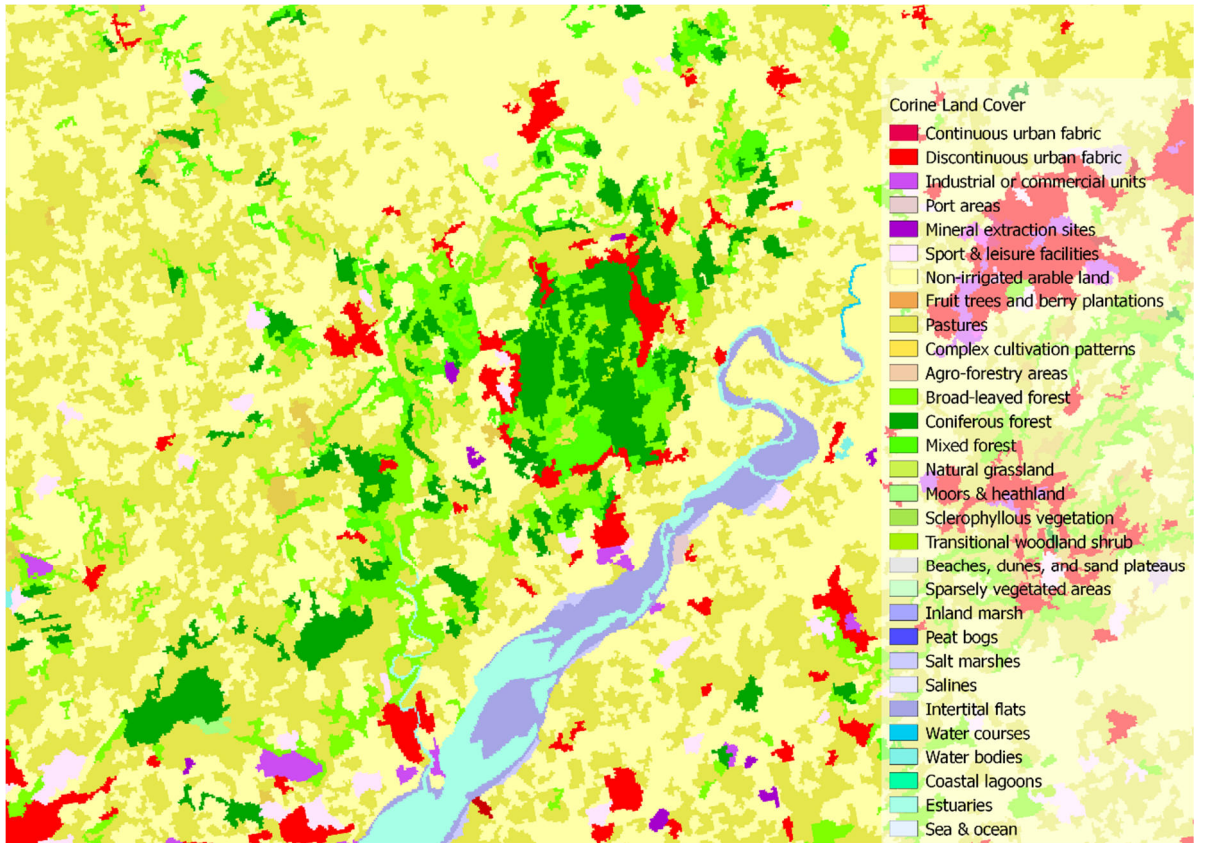 Corine Land Cover
Continuous urban fabric
Discontinuous urban fabric
Industrial or commercial units
Port areas
Mineral extraction sites
Sport & leisure facilities
Non-irrigated arable land
Fruit trees and berry plantations
Pastures
Complex cultivation patterns
Agro-forestry areas
Broad-leaved forest
Coniferous forest
Mixed forest
Natural grassland
Moors & heathland
Sclerophyllous vegetation
Transitional woodland shrub
Beaches, dunes, and sand plateaus
Sparsely vegetated areas
Inland marsh
Peat bogs
Salt marshes
Salines
Intertital flats
Water courses
Water bodies
Coastal lagoons
Estuaries
Sea & ocean